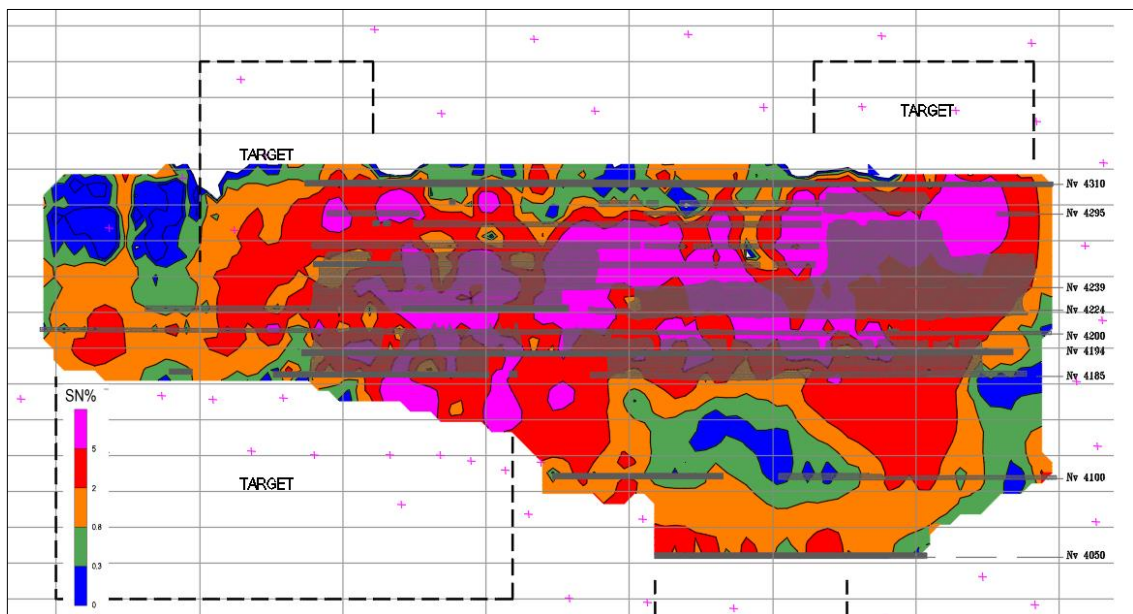 TARGET
TARGET
Nv 4310
Nv 4295
Nv 4239
Nv 4224
Nv 4200
Nv 4194
Nv 4185
SN%
5
2
0.8
0.3
0
TARGET
Nv 4100
Nv 4050